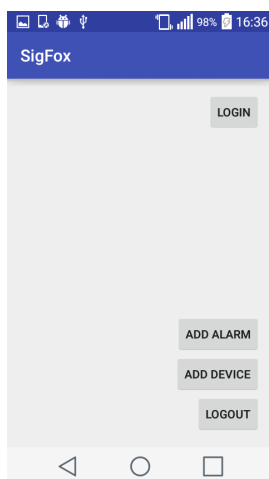 98% 16:36
SigFox
LOGIN
ADD ALARM
ADD DEVICE
LOGOUT